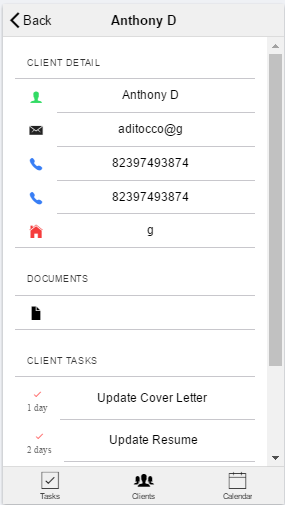 Back Anthony D
CLIENT DETAIL
Anthony D
aditocco@g
82397493874
82397493874
g
DOCUMENTS
CLIENT TASKS
1 day Update Cover Letter
2 days Update Resume
Tasks Clients Calendar